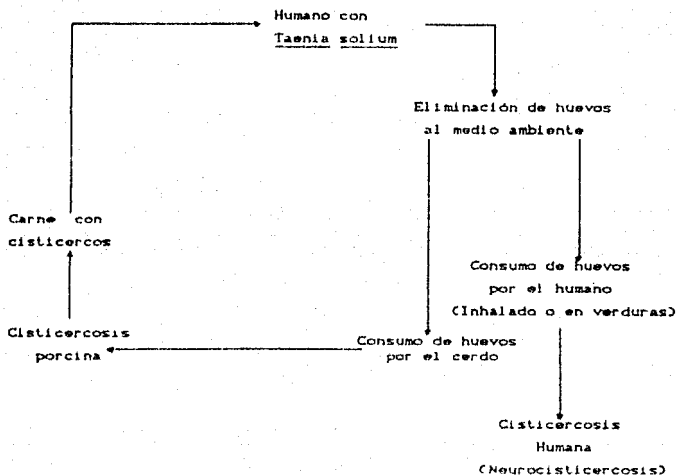 Humano con
Taenia solium
Eliminación de huevos
al medio ambiente
Carne con
cisticercos
Consumo de huevos
por el humano
(Inhalado o en verduras)
Cisticercosis
porcina
Consumo de huevos
por el cerdo
Cisticercosis
Humana
(Neurocisticercosis)